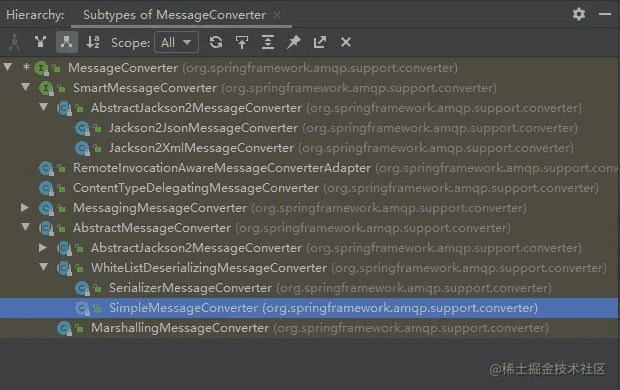 Hierarchy: Subtypes of MessageConverter
Scope: All
* MessageConverter (org.springframework.amqp.support.converter)
SmartMessageConverter (org.springframework.amqp.support.converter)
AbstractJackson2MessageConverter (org.springframework.amqp.support.converter)
Jackson2JsonMessageConverter (org.springframework.amqp.support.converter)
Jackson2XmlMessageConverter (org.springframework.amqp.support.converter)
RemoteInvocationAwareMessageConverterAdapter (org.springframework.amqp.support.converter)
ContentTypeDelegatingMessageConverter (org.springframework.amqp.support.converter)
MessagingMessageConverter (org.springframework.amqp.support.converter)
AbstractMessageConverter (org.springframework.amqp.support.converter)
AbstractJackson2MessageConverter (org.springframework.amqp.support.converter)
WhiteListDeserializingMessageConverter (org.springframework.amqp.support.converter)
SerializerMessageConverter (org.springframework.amqp.support.converter)
SimpleMessageConverter (org.springframework.amqp.support.converter)
MarshallingMessageConverter (org.springframework.amqp.support.converter)
@稀土掘金技术社区